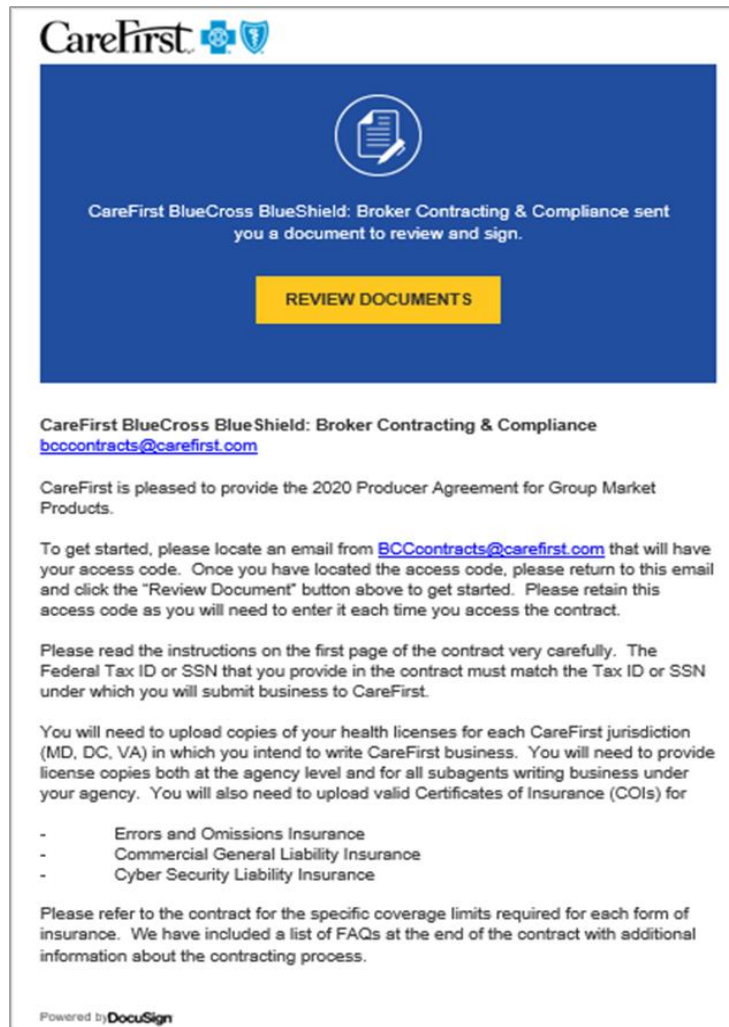 CareFirst
CareFirst BlueCross BlueShield: Broker Contracting & Compliance sent
you a document to review and sign.
REVIEW DOCUMENTS
CareFirst BlueCross BlueShield: Broker Contracting & Compliance
bcccontracts@carefirst.com
CareFirst is pleased to provide the 2020 Producer Agreement for Group Market
Products.
To get started, please locate an email from BCCcontracts@carefirst.com that will have
your access code.  Once you have located the access code, please return to this email
and click the “Review Document” button above to get started.  Please retain this
access code as you will need to enter it each time you access the contract.
Please read the instructions on the first page of the contract very carefully.  The
Federal Tax ID or SSN that you provide in the contract must match the Tax ID or SSN
under which you will submit business to CareFirst.
You will need to upload copies of your health licenses for each CareFirst jurisdiction
(MD, DC, VA) in which you intend to write CareFirst business.  You will need to provide
license copies both at the agency level and for all subagents writing business under
your agency.  You will also need to upload valid Certificates of Insurance (COIs) for
- Errors and Omissions Insurance
- Commercial General Liability Insurance
- Cyber Security Liability Insurance
Please refer to the contract for the specific coverage limits required for each form of
insurance.  We have included a list of FAQs at the end of the contract with additional
information about the contracting process.
Powered by DocuSign